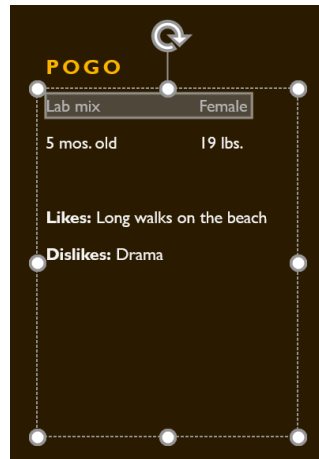 POGO
Lab mix Female
5 mos. old 19 lbs.
Likes: Long walks on the beach
Dislikes: Drama